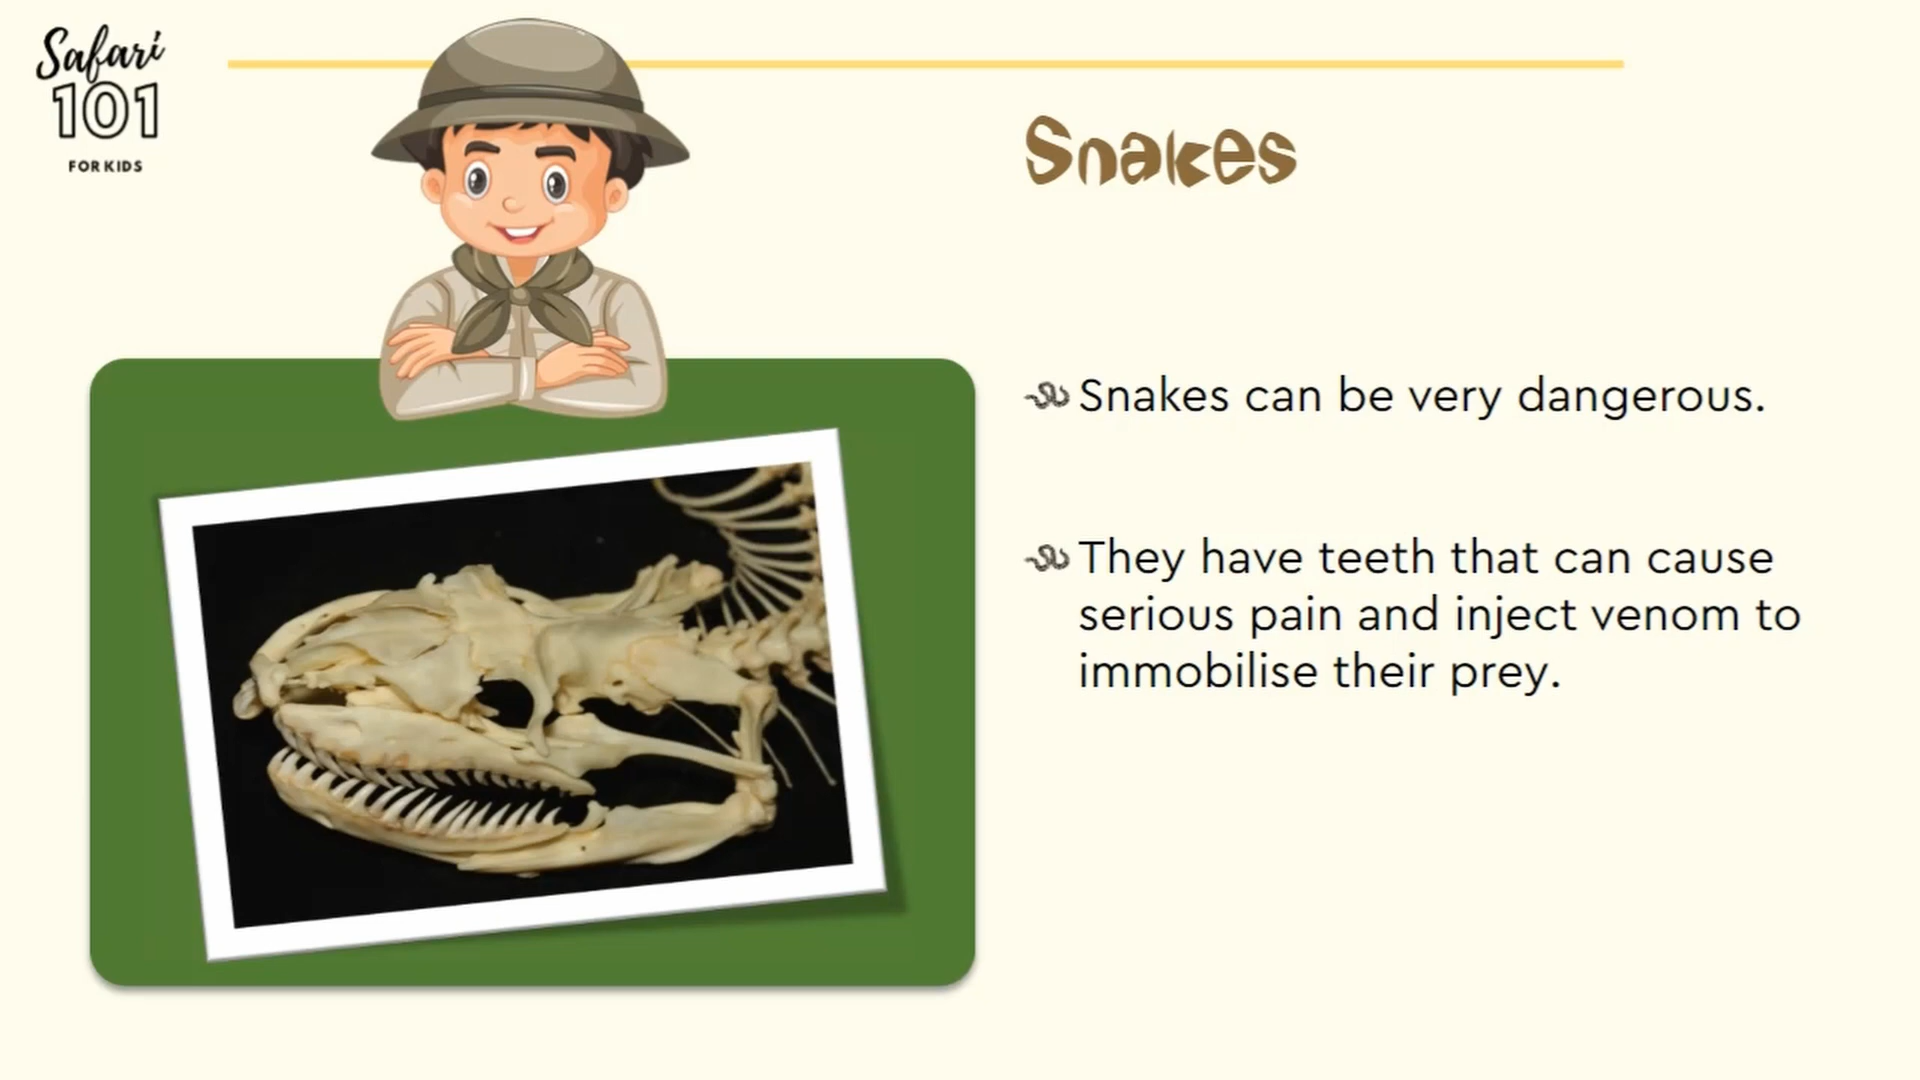 Safari
101
FOR KIDS
Snakes
Snakes can be very dangerous.
They have teeth that can cause
serious pain and inject venom to
immobilise their prey.